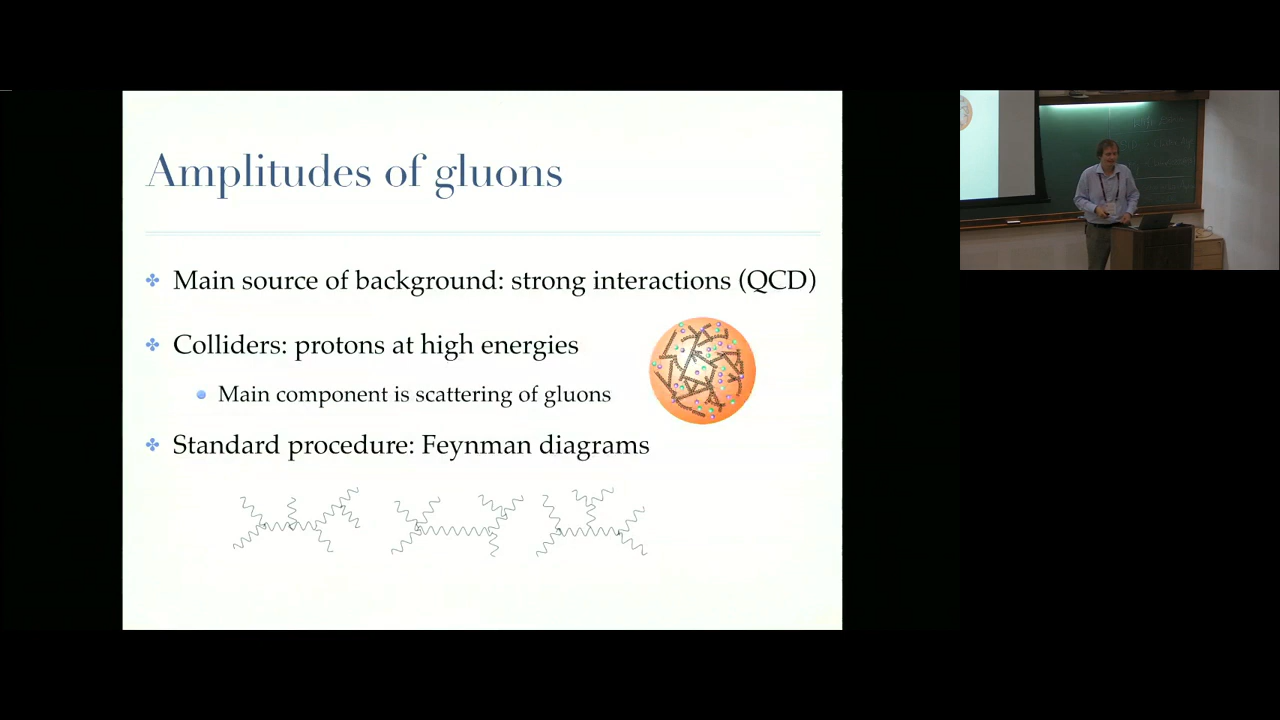 Amplitudes of gluons
Main source of background: strong interactions (QCD)
Colliders: protons at high energies
Main component is scattering of gluons
Standard procedure: Feynman diagrams